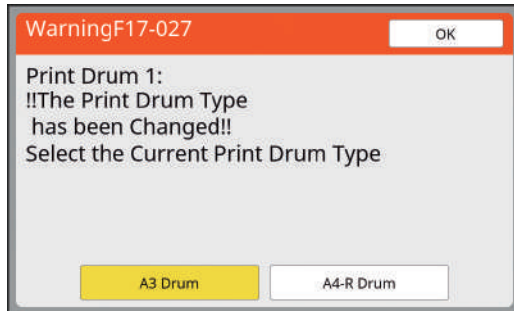 WarningF17-027
OK
Print Drum 1:
!!The Print Drum Type
has been Changed!!
Select the Current Print Drum Type
A3 Drum
A4-R Drum